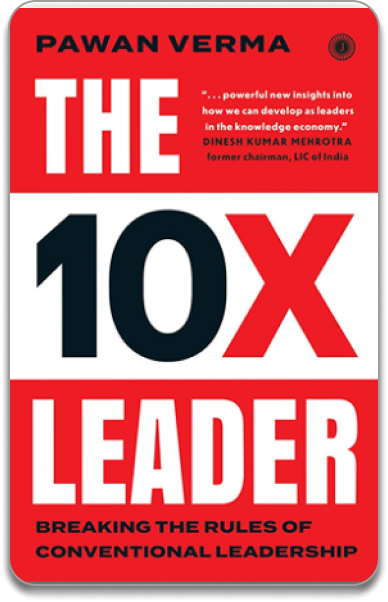 PAWAN VERMA
J
THE
"... powerful new insights into
how we can develop as leaders
in the knowledge economy."
DINESH KUMAR MEHROTRA
former chairman, LIC of India
10X
LEADER
BREAKING THE RULES OF
CONVENTIONAL LEADERSHIP